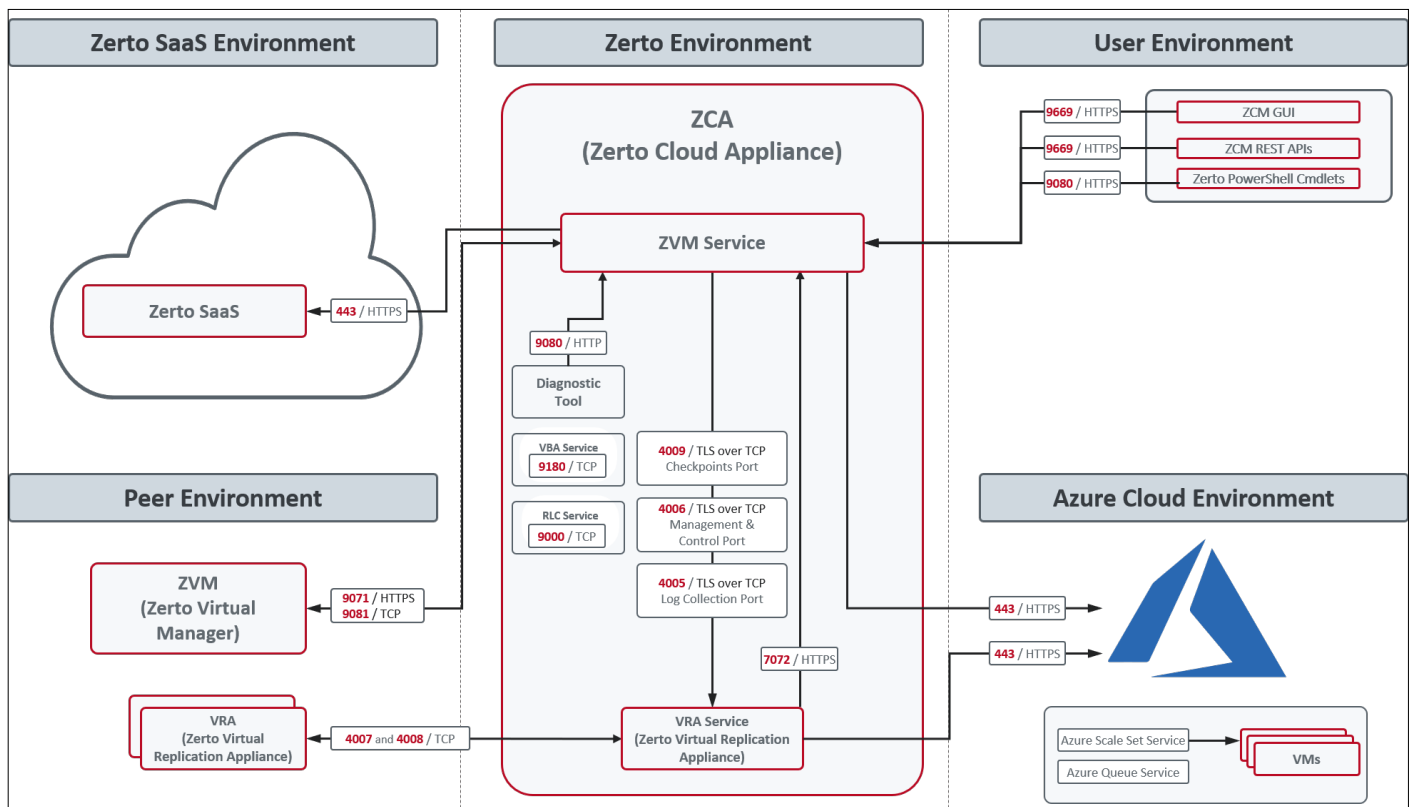 Zerto SaaS Environment
Zerto SaaS
443 / HTTPS
Peer Environment
ZVM
(Zerto Virtual
Manager)
9071 / HTTPS
9081 / TCP
VRA
(Zerto Virtual
Replication Appliance)
4007 and 4008 / TCP
Zerto Environment
ZCA
(Zerto Cloud Appliance)
ZVM Service
9080 / HTTP
Diagnostic
Tool
VBA Service
9180 / TCP
RLC Service
9000 / TCP
4009 / TLS over TCP
Checkpoints Port
4006 / TLS over TCP
Management &
Control Port
4005 / TLS over TCP
Log Collection Port
7072 / HTTPS
VRA Service
(Zerto Virtual Replication
Appliance)
User Environment
9669 / HTTPS
ZCM GUI
9669 / HTTPS
ZCM REST APIs
9080 / HTTPS
Zerto PowerShell Cmdlets
Azure Cloud Environment
443 / HTTPS
443 / HTTPS
Azure Scale Set Service
Azure Queue Service
VMs